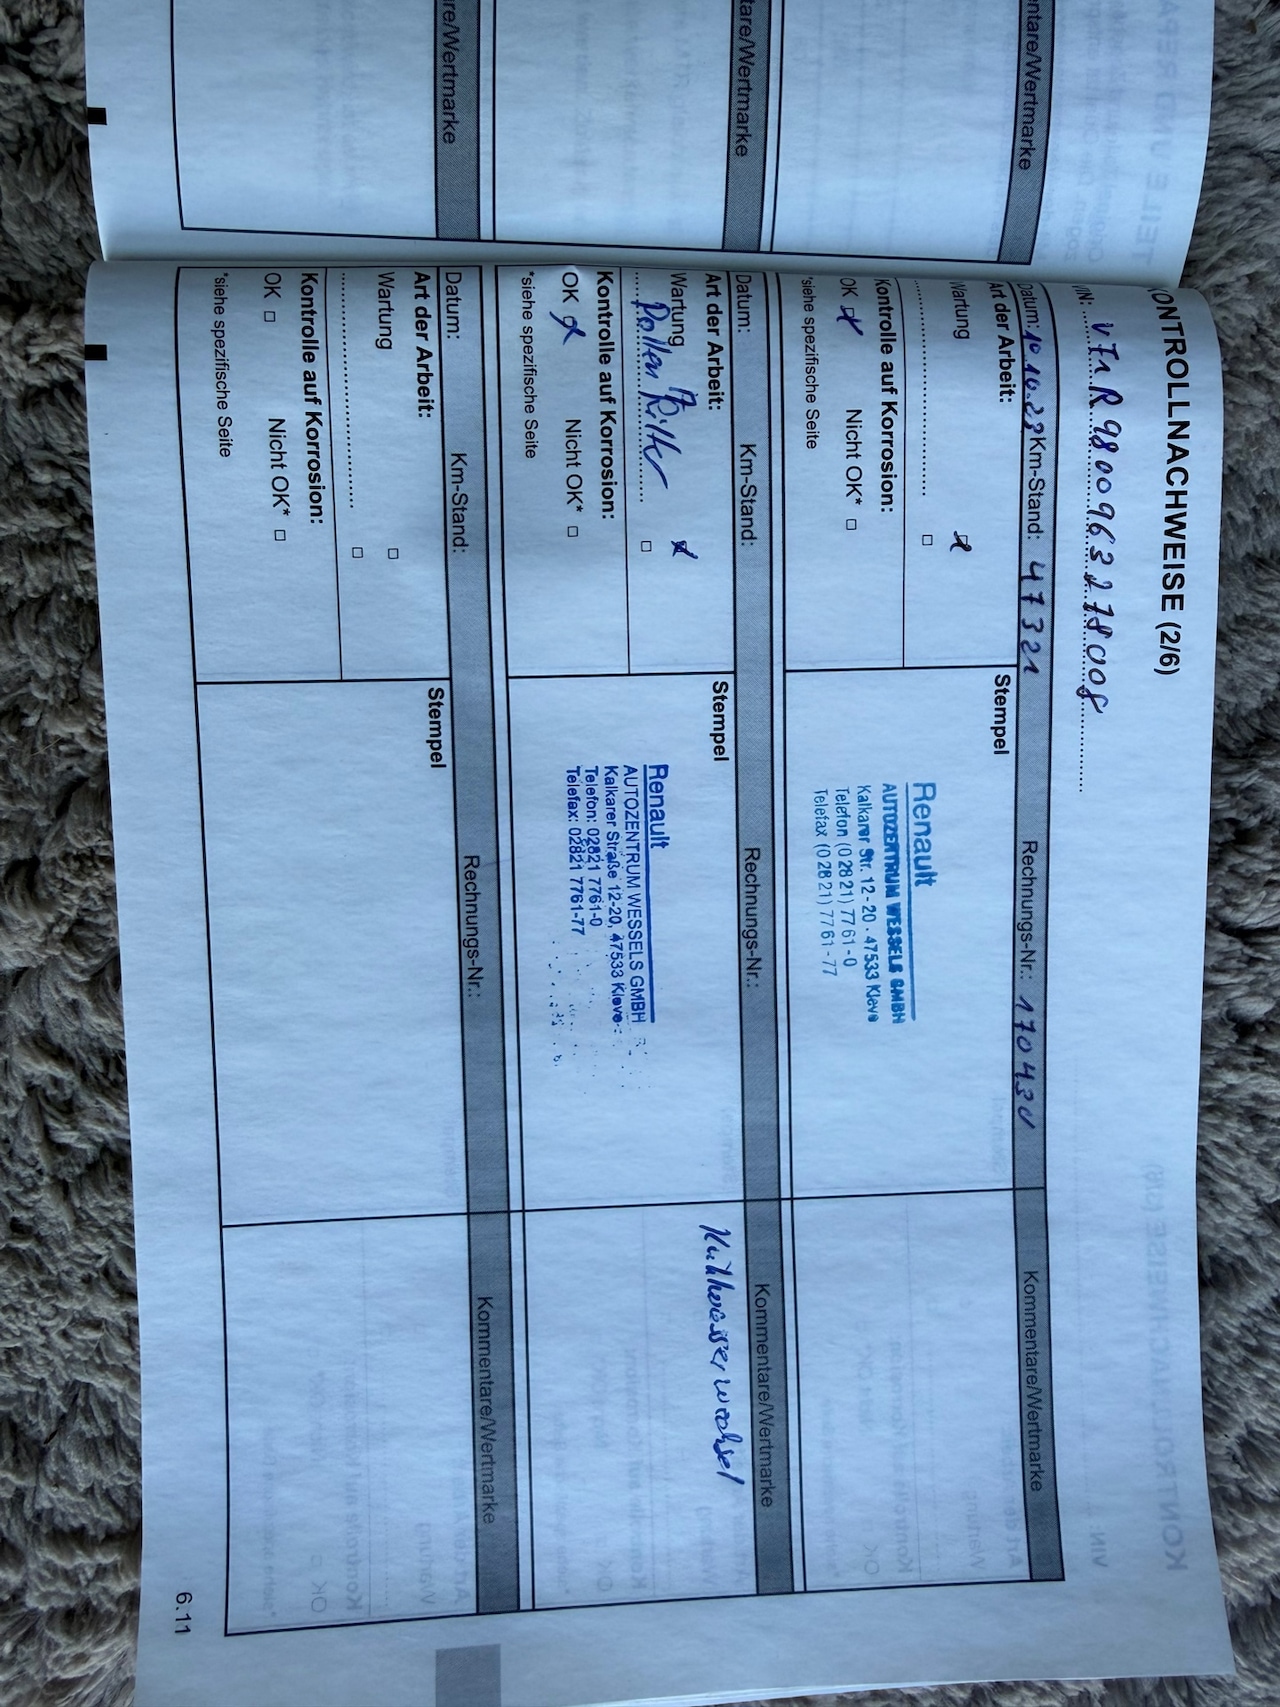 KONTROLLNACHWEISE (2/6)
VIN: VF1R9800963278008
Datum: 10.10.23 Km-Stand: 47321 Rechnungs-Nr.: 170430 Kommentare/Wertmarke
Art der Arbeit:
Wartung
Kontrolle auf Korrosion:
OK Nicht OK*
*siehe spezifische Seite
Stempel
Renault
AUTOZENTRUM WESSELS GMBH
Kalkarer Str. 12 - 20 . 47533 Kleve
Telefon (0 28 21) 77 61 - 0
Telefax (0 28 21) 77 61 - 77
Datum: Km-Stand: Rechnungs-Nr.: Kommentare/Wertmarke
Art der Arbeit:
Wartung
Kontrolle auf Korrosion:
OK Nicht OK*
*siehe spezifische Seite
Stempel
Renault
AUTOZENTRUM WESSELS GMBH
Kalkarer Straße 12-20, 47533 Kleve
Telefon: 02821 7761-0
Telefax: 02821 7761-77
Datum: Km-Stand: Rechnungs-Nr.: Kommentare/Wertmarke
Art der Arbeit:
Wartung
Kontrolle auf Korrosion:
OK Nicht OK*
*siehe spezifische Seite
Stempel
6.11